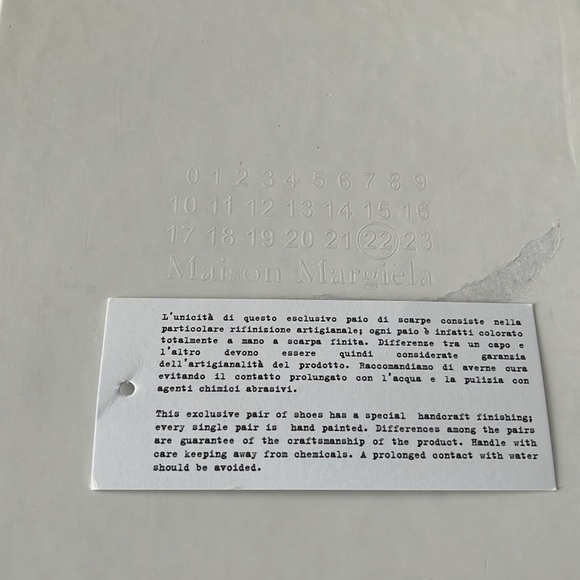 0 1 2 3 4 5 6 7 8 9
10 11 12 13 14 15 16
17 18 19 20 21 22 23
Maison Margiela
L'unicità di questo esclusivo paio di scarpe consiste nella
particolare rifinizione artigianale; ogni paio è infatti colorato
totalmente a mano a scarpa finita. Differenze tra un capo e
l'altro devono essere quindi considerate garanzia
dell'artigianalità del prodotto. Raccomandiamo di averne cura
evitando il contatto prolungato con l'acqua e la pulizia con
agenti chimici abrasivi.
This exclusive pair of shoes has a special handcraft finishing;
every single pair is hand painted. Differences among the pairs
are guarantee of the craftsmanship of the product. Handle with
care keeping away from chemicals. A prolonged contact with water
should be avoided.